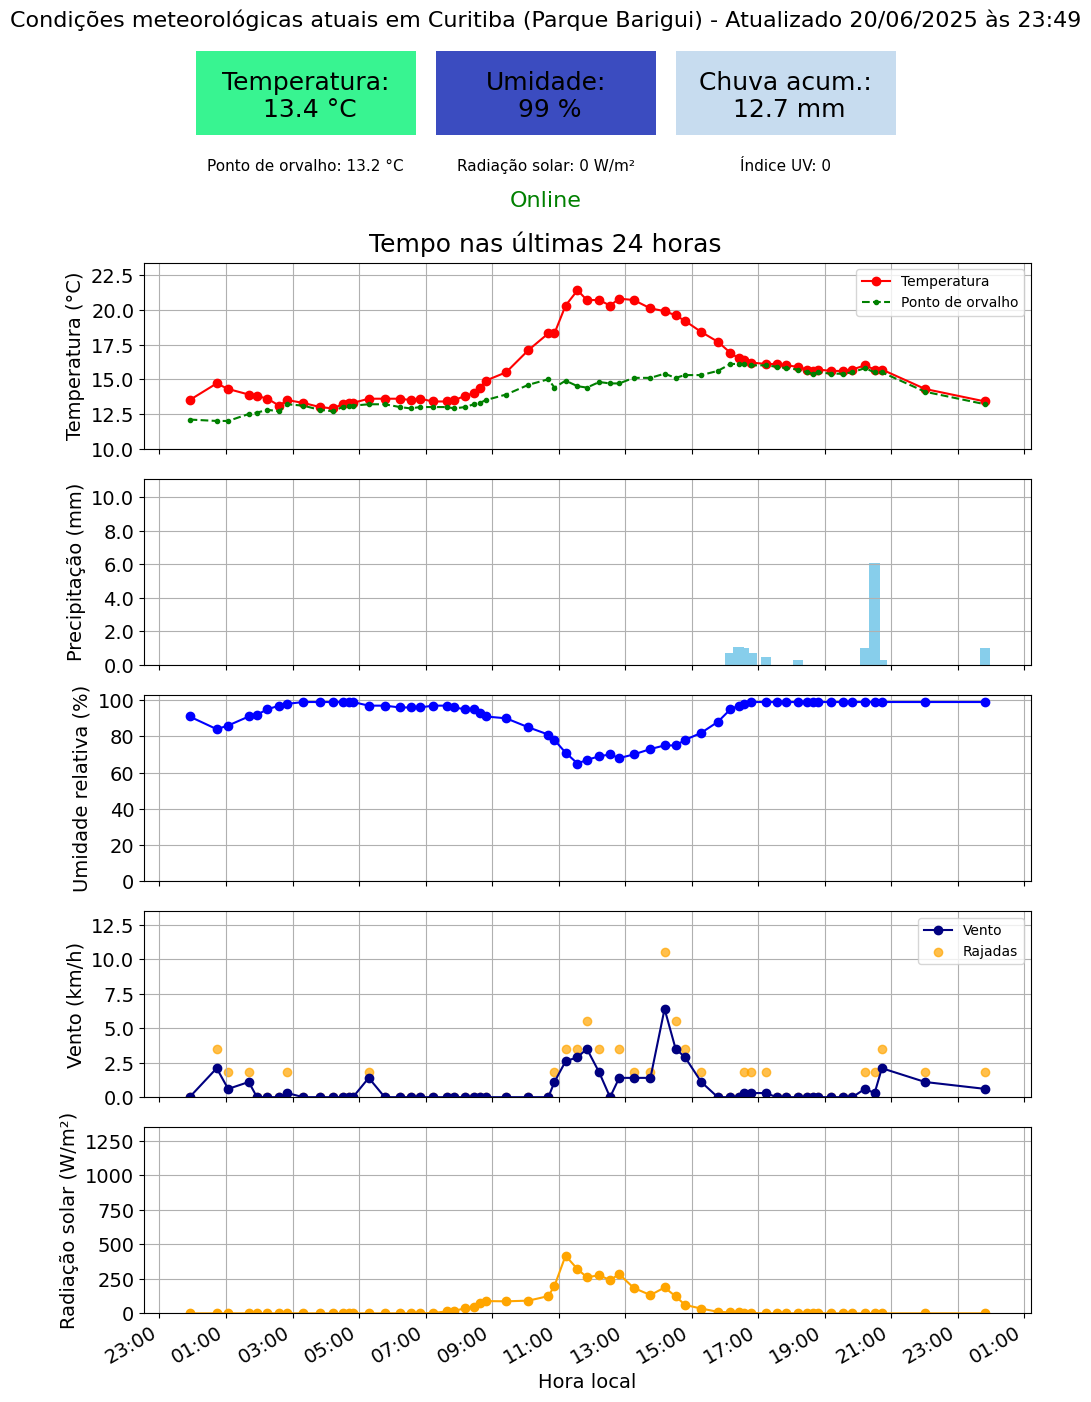 Condições meteorológicas atuais em Curitiba (Parque Barigui) - Atualizado 20/06/2025 às 23:49
Temperatura:
13.4 °C
Umidade:
99 %
Chuva acum.:
12.7 mm
Ponto de orvalho: 13.2 °C
Radiação solar: 0 W/m²
Índice UV: 0
Online
Tempo nas últimas 24 horas
Temperatura (°C)
22.5
20.0
17.5
15.0
12.5
10.0
Temperatura
Ponto de orvalho
Precipitação (mm)
10.0
8.0
6.0
4.0
2.0
0.0
Umidade relativa (%)
100
80
60
40
20
0
Vento (km/h)
12.5
10.0
7.5
5.0
2.5
0.0
Vento
Rajadas
Radiação solar (W/m²)
1250
1000
750
500
250
0
23:00 01:00 03:00 05:00 07:00 09:00 11:00 13:00 15:00 17:00 19:00 21:00 23:00 01:00
Hora local